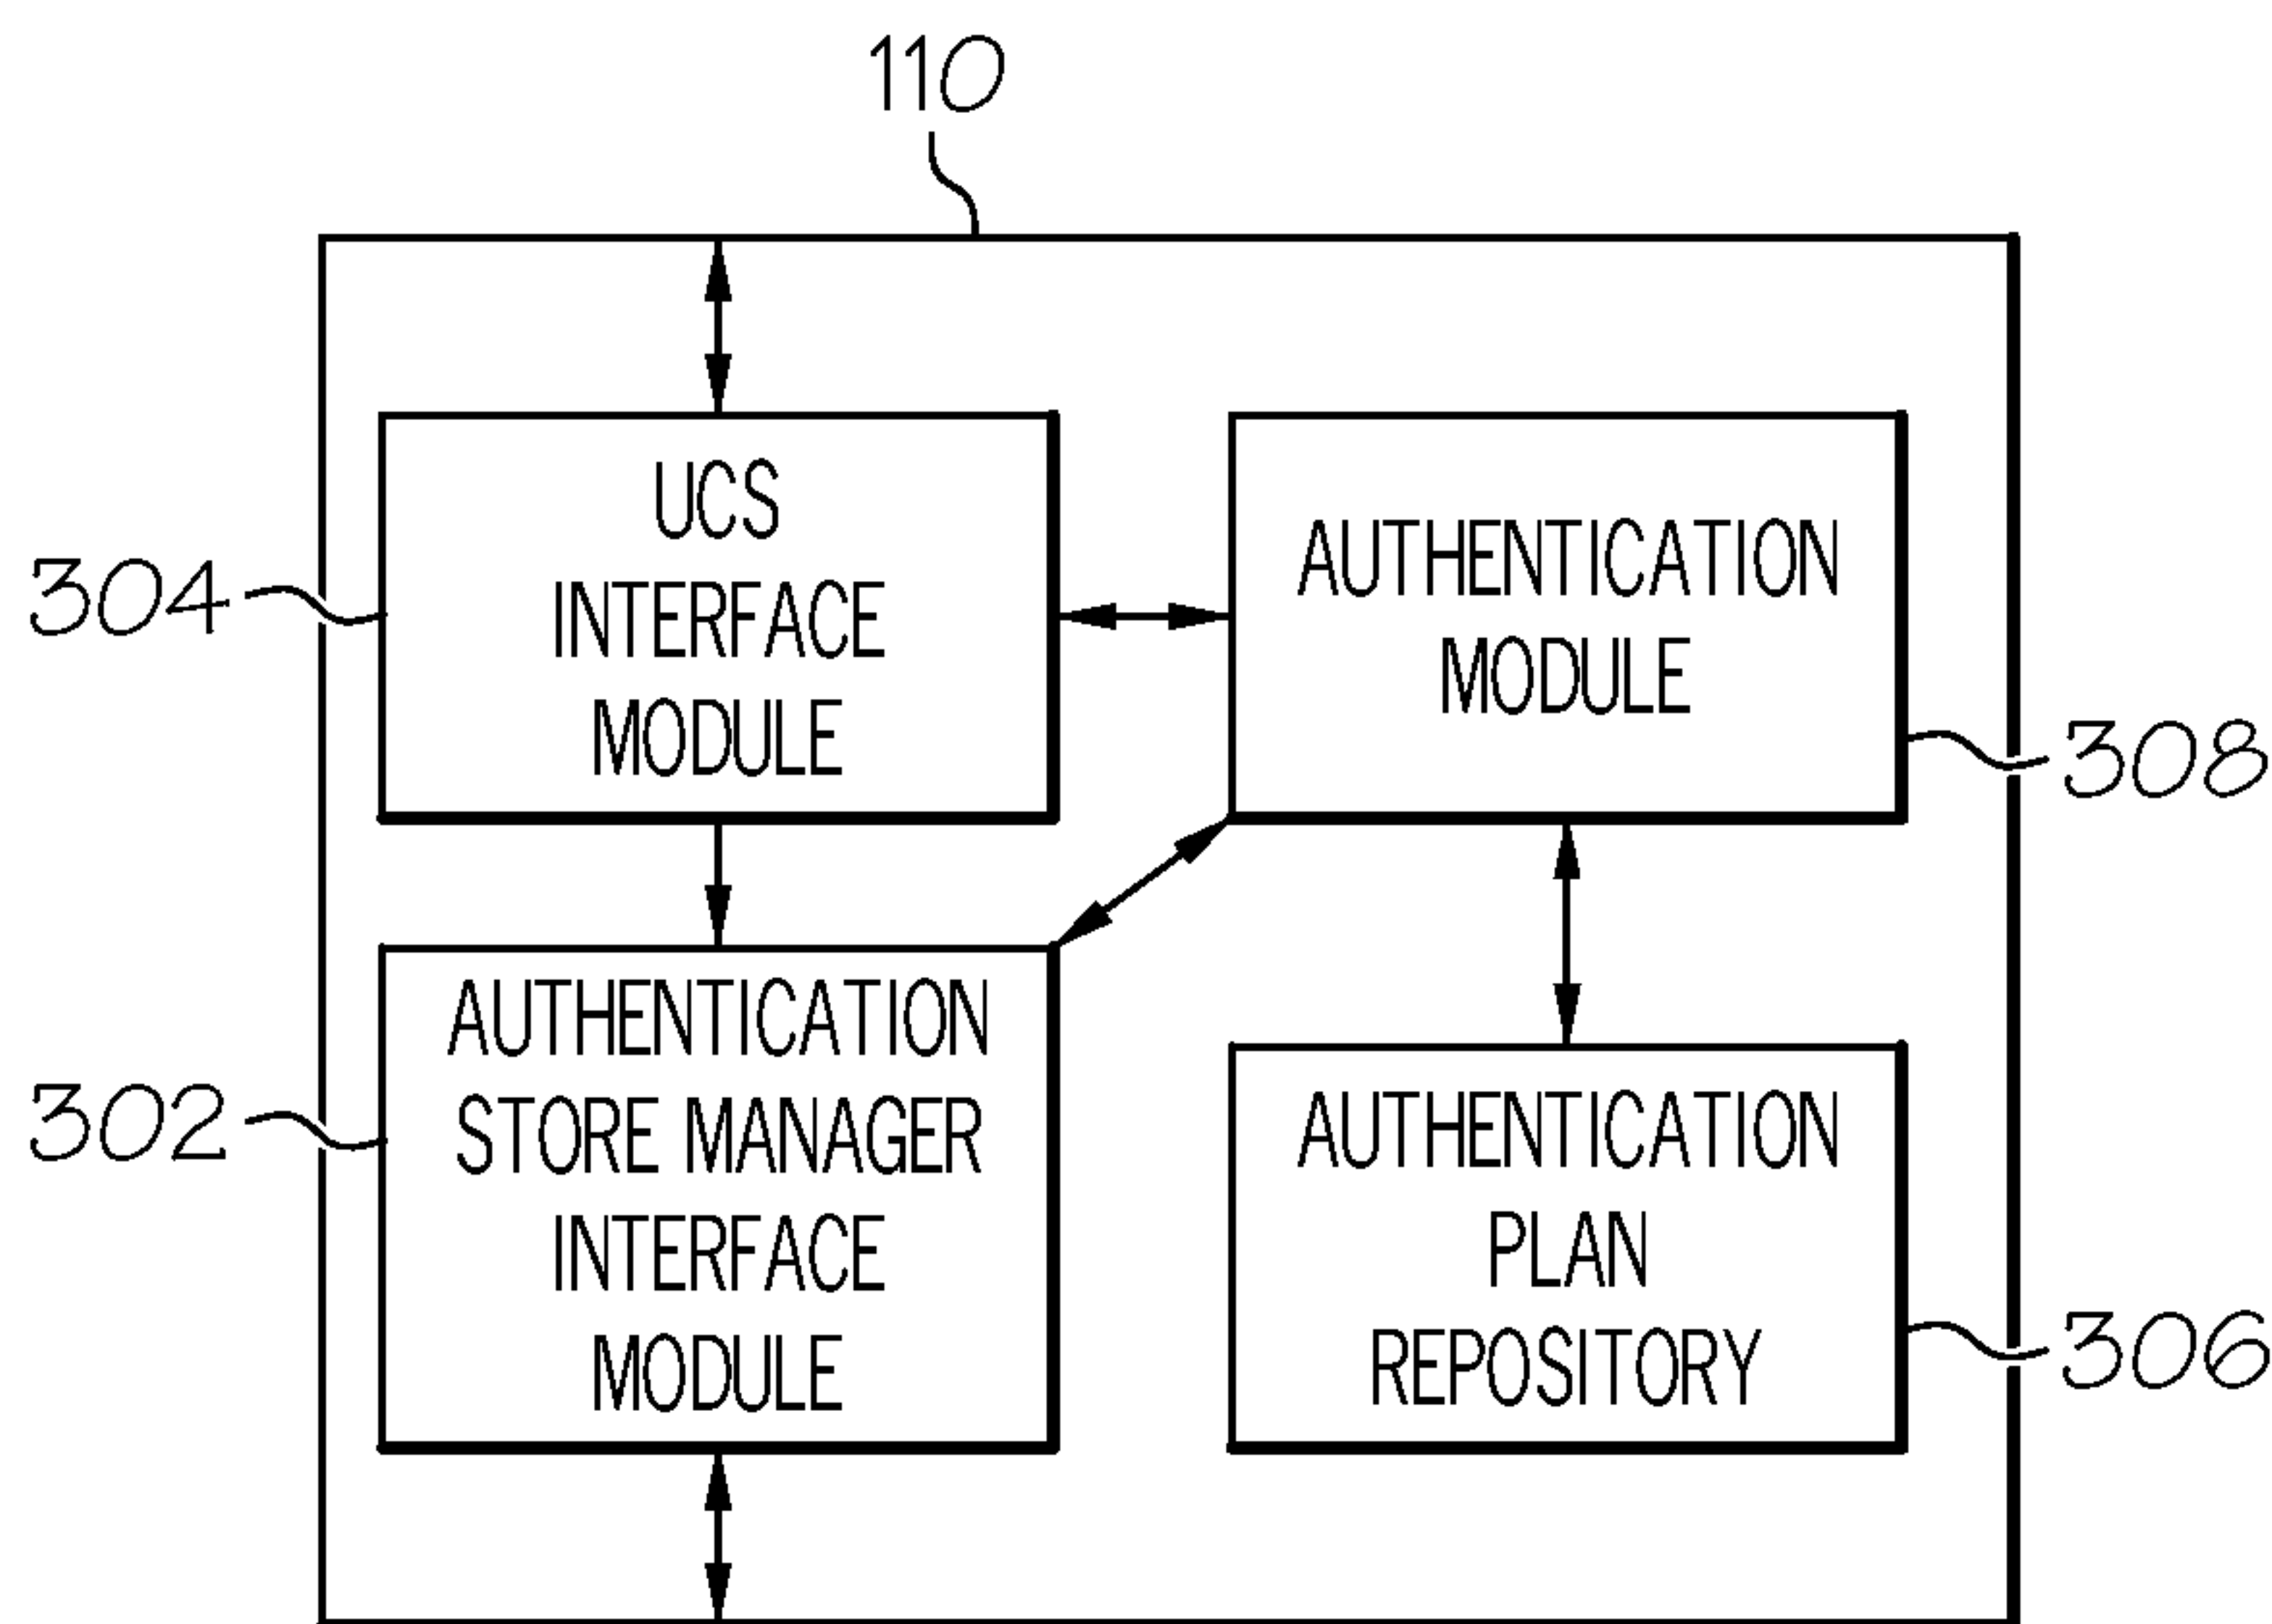 110
304
UCS
INTERFACE
MODULE
AUTHENTICATION
MODULE
308
302
AUTHENTICATION
STORE MANAGER
INTERFACE
MODULE
AUTHENTICATION
PLAN
REPOSITORY
306